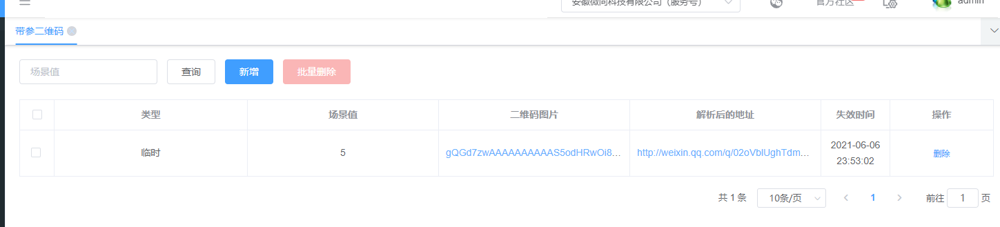 安徽微同科技有限公司（服务号）
官方社区
admin
带参二维码
场景值
查询
新增
批量删除
类型
场景值
二维码图片
解析后的地址
失效时间
操作
临时
5
gQGd7zwAAAAAAAAAAS5odHRwOi8...
http://weixin.qq.com/q/02oVblUghTdm...
2021-06-06
23:53:02
删除
共 1 条
10条/页
1
前往 1 页